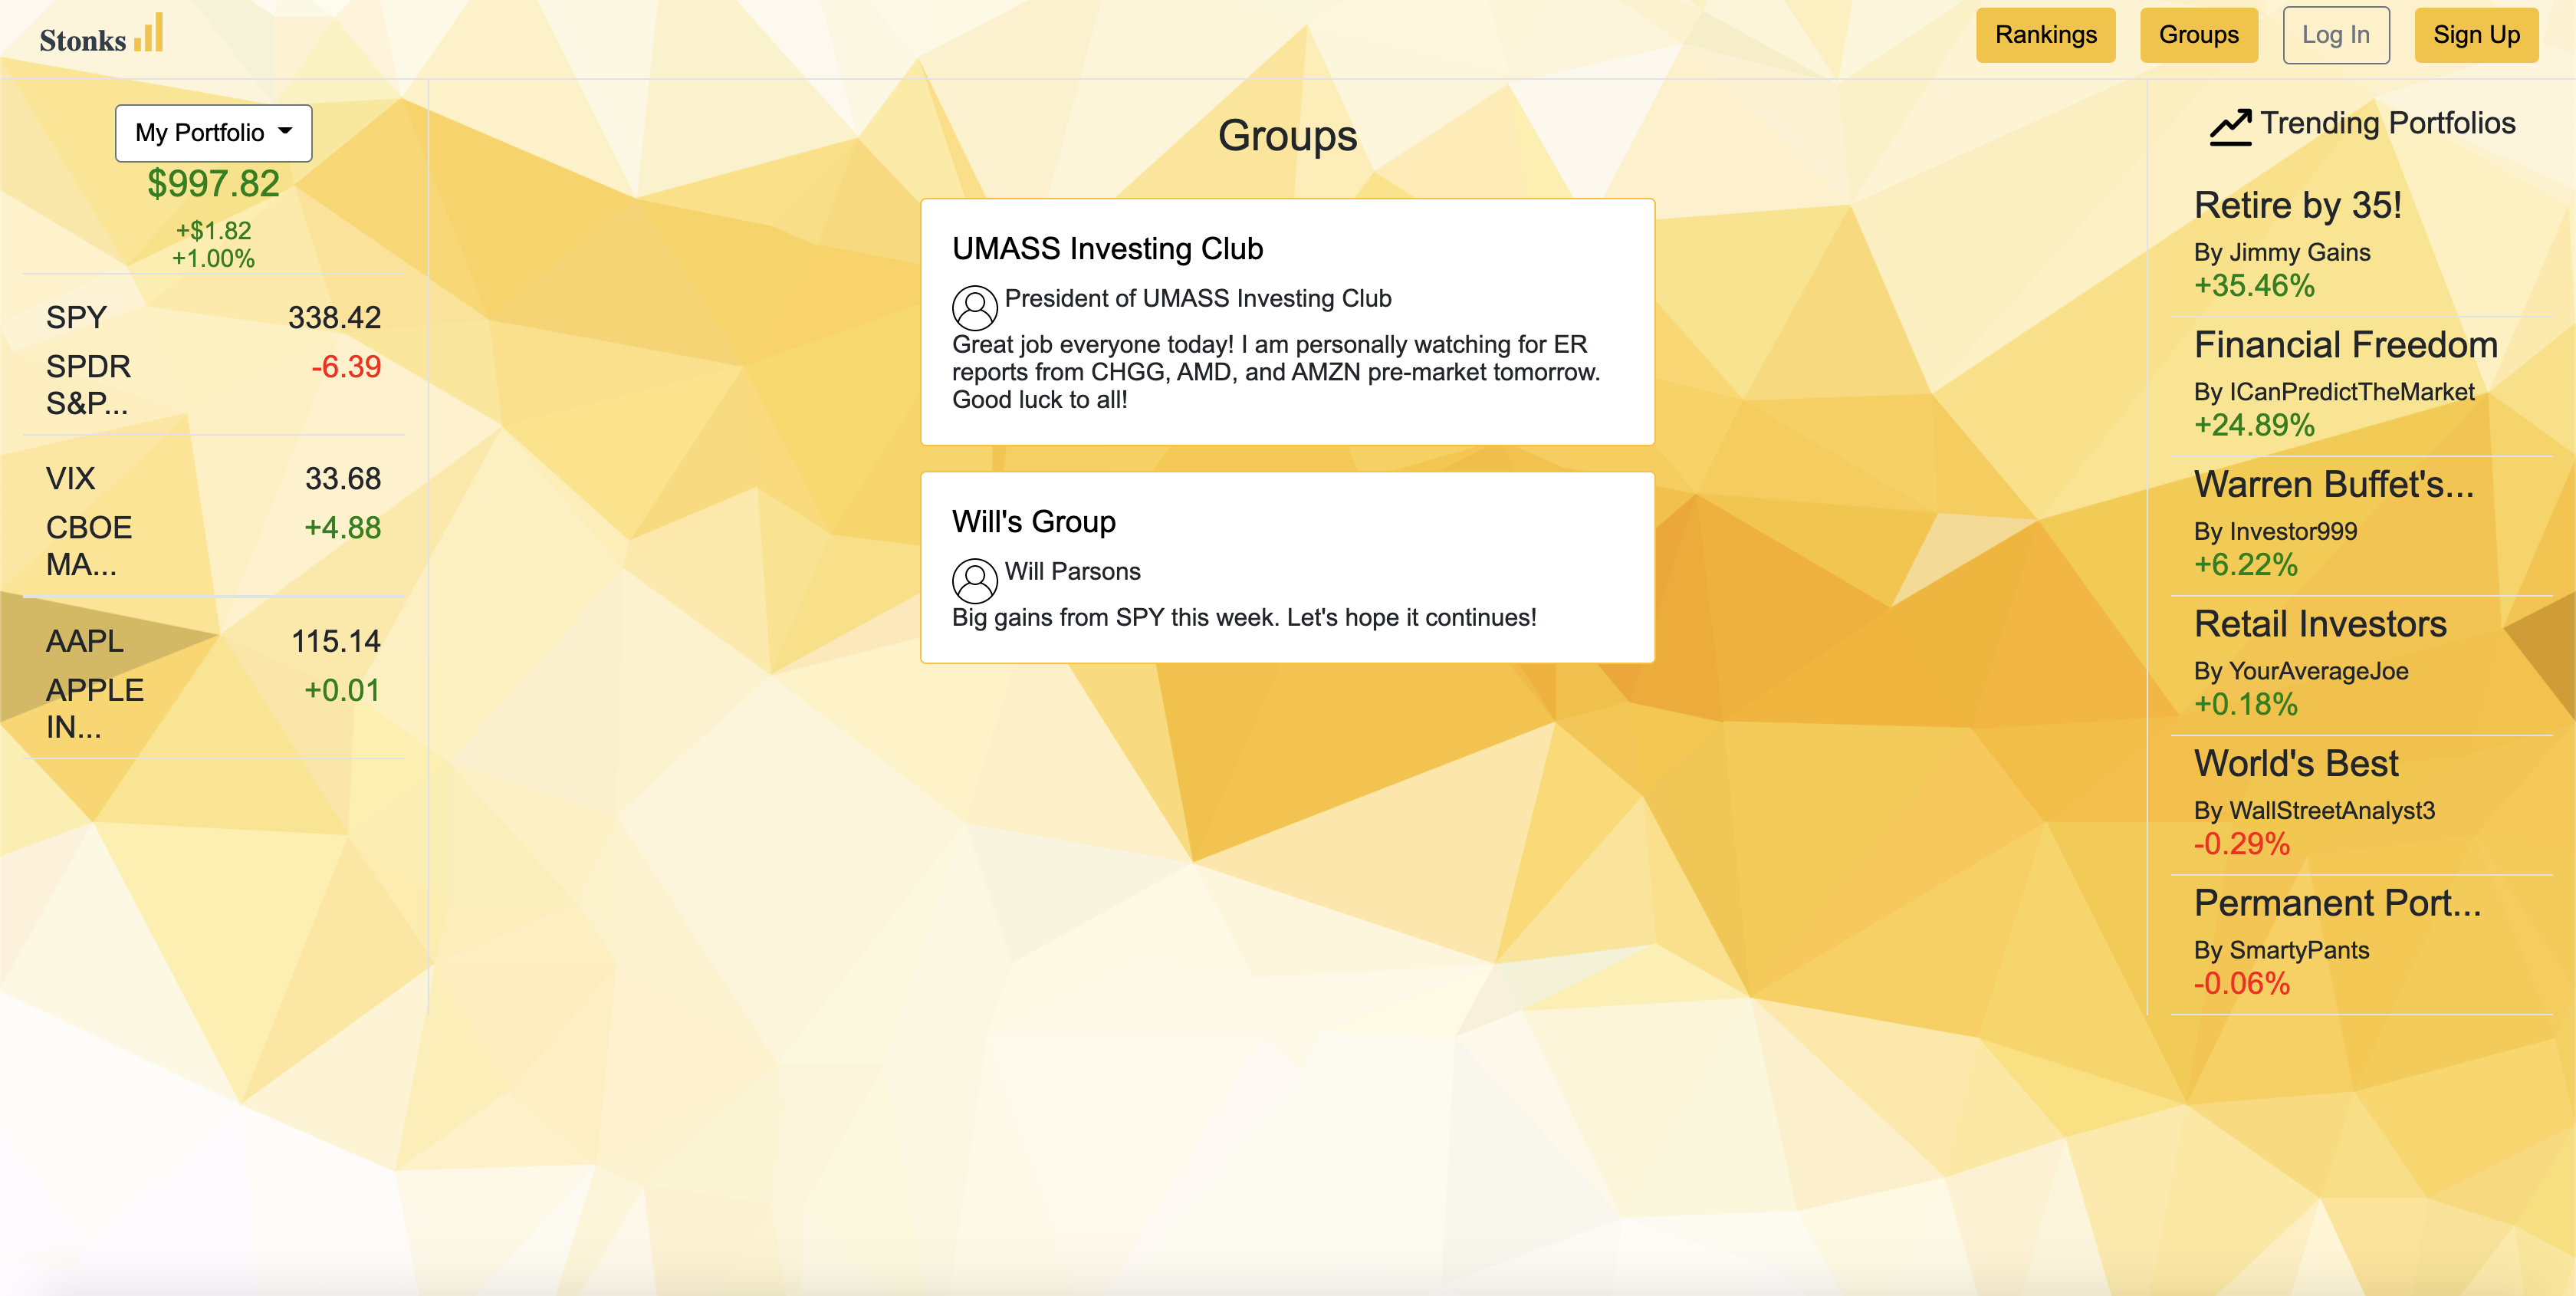 Stonks
Rankings
Groups
Log In
Sign Up
My Portfolio
$997.82
+$1.82
+1.00%
SPY 338.42
SPDR -6.39
S&P...
VIX 33.68
CBOE +4.88
MA...
AAPL 115.14
APPLE +0.01
IN...
Groups
UMASS Investing Club
President of UMASS Investing Club
Great job everyone today! I am personally watching for ER
reports from CHGG, AMD, and AMZN pre-market tomorrow.
Good luck to all!
Will's Group
Will Parsons
Big gains from SPY this week. Let's hope it continues!
Trending Portfolios
Retire by 35!
By Jimmy Gains
+35.46%
Financial Freedom
By ICanPredictTheMarket
+24.89%
Warren Buffet's...
By Investor999
+6.22%
Retail Investors
By YourAverageJoe
+0.18%
World's Best
By WallStreetAnalyst3
-0.29%
Permanent Port...
By SmartyPants
-0.06%